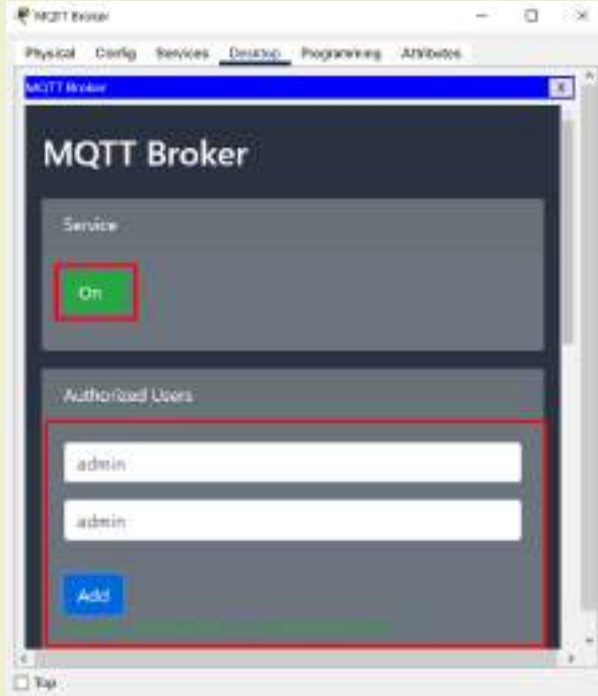 MQTT Broker
Physical Config Services Desktop Programming Attributes
MQTT Broker X
MQTT Broker
Service
On
Authorized Users
admin
admin
Add
Top